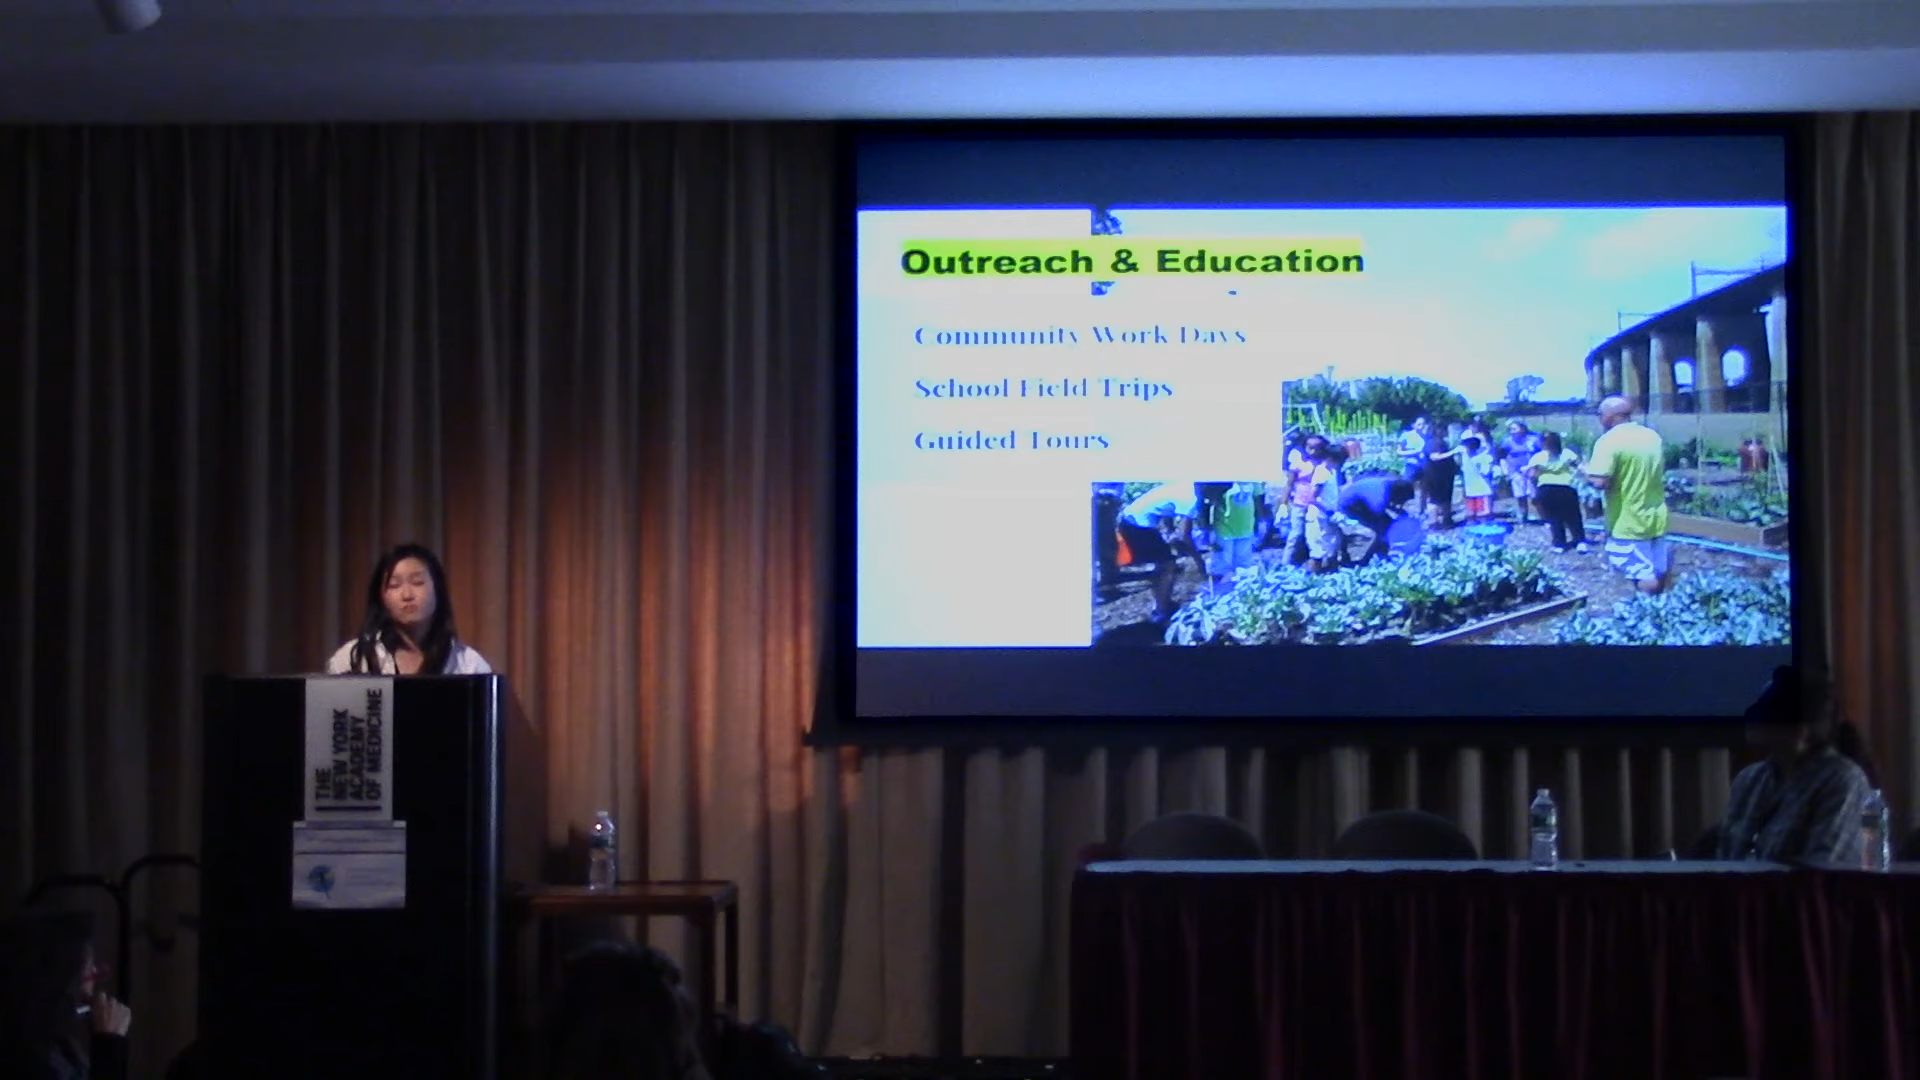 Outreach & Education
Community Work Days
School Field Trips
Guided Tours
THE
NEW YORK
ACADEMY
OF MEDICINE